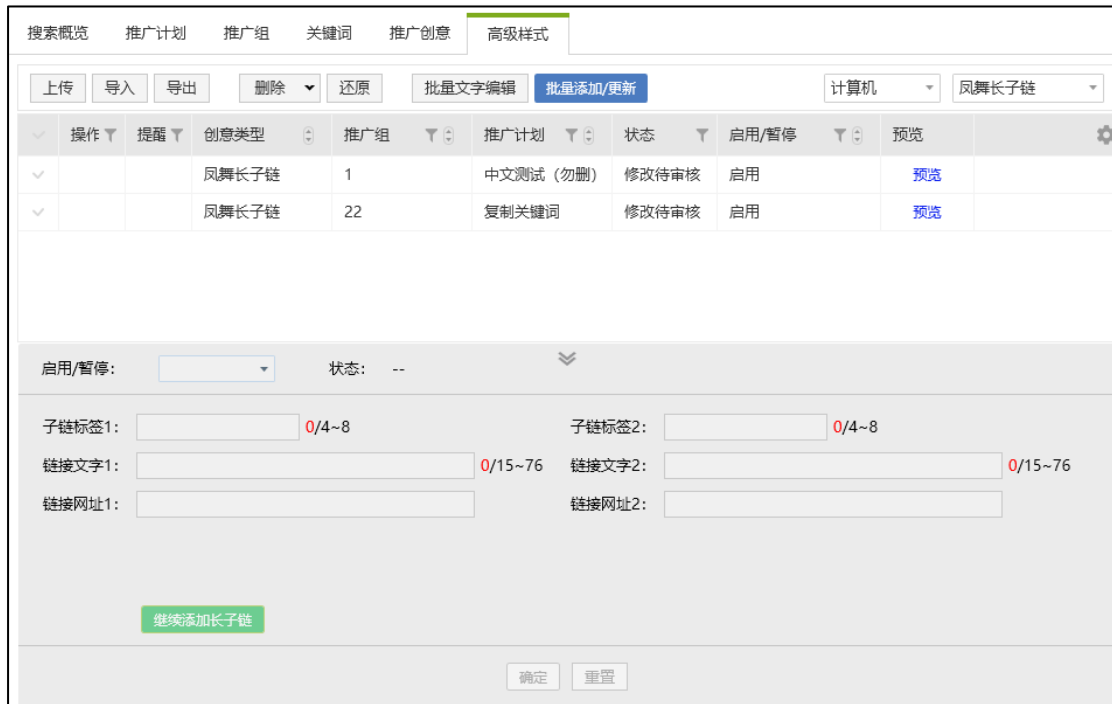 搜索概览 推广计划 推广组 关键词 推广创意 高级样式
上传 导入 导出 删除 还原 批量文字编辑 批量添加/更新 计算机 凤舞长子链
操作 提醒 创意类型 推广组 推广计划 状态 启用/暂停 预览
凤舞长子链 1 中文测试（勿删） 修改待审核 启用 预览
凤舞长子链 22 复制关键词 修改待审核 启用 预览
启用/暂停： 状态： --
子链标签1： 0/4~8 子链标签2： 0/4~8
链接文字1： 0/15~76 链接文字2： 0/15~76
链接网址1： 链接网址2：
继续添加长子链
确定 重置